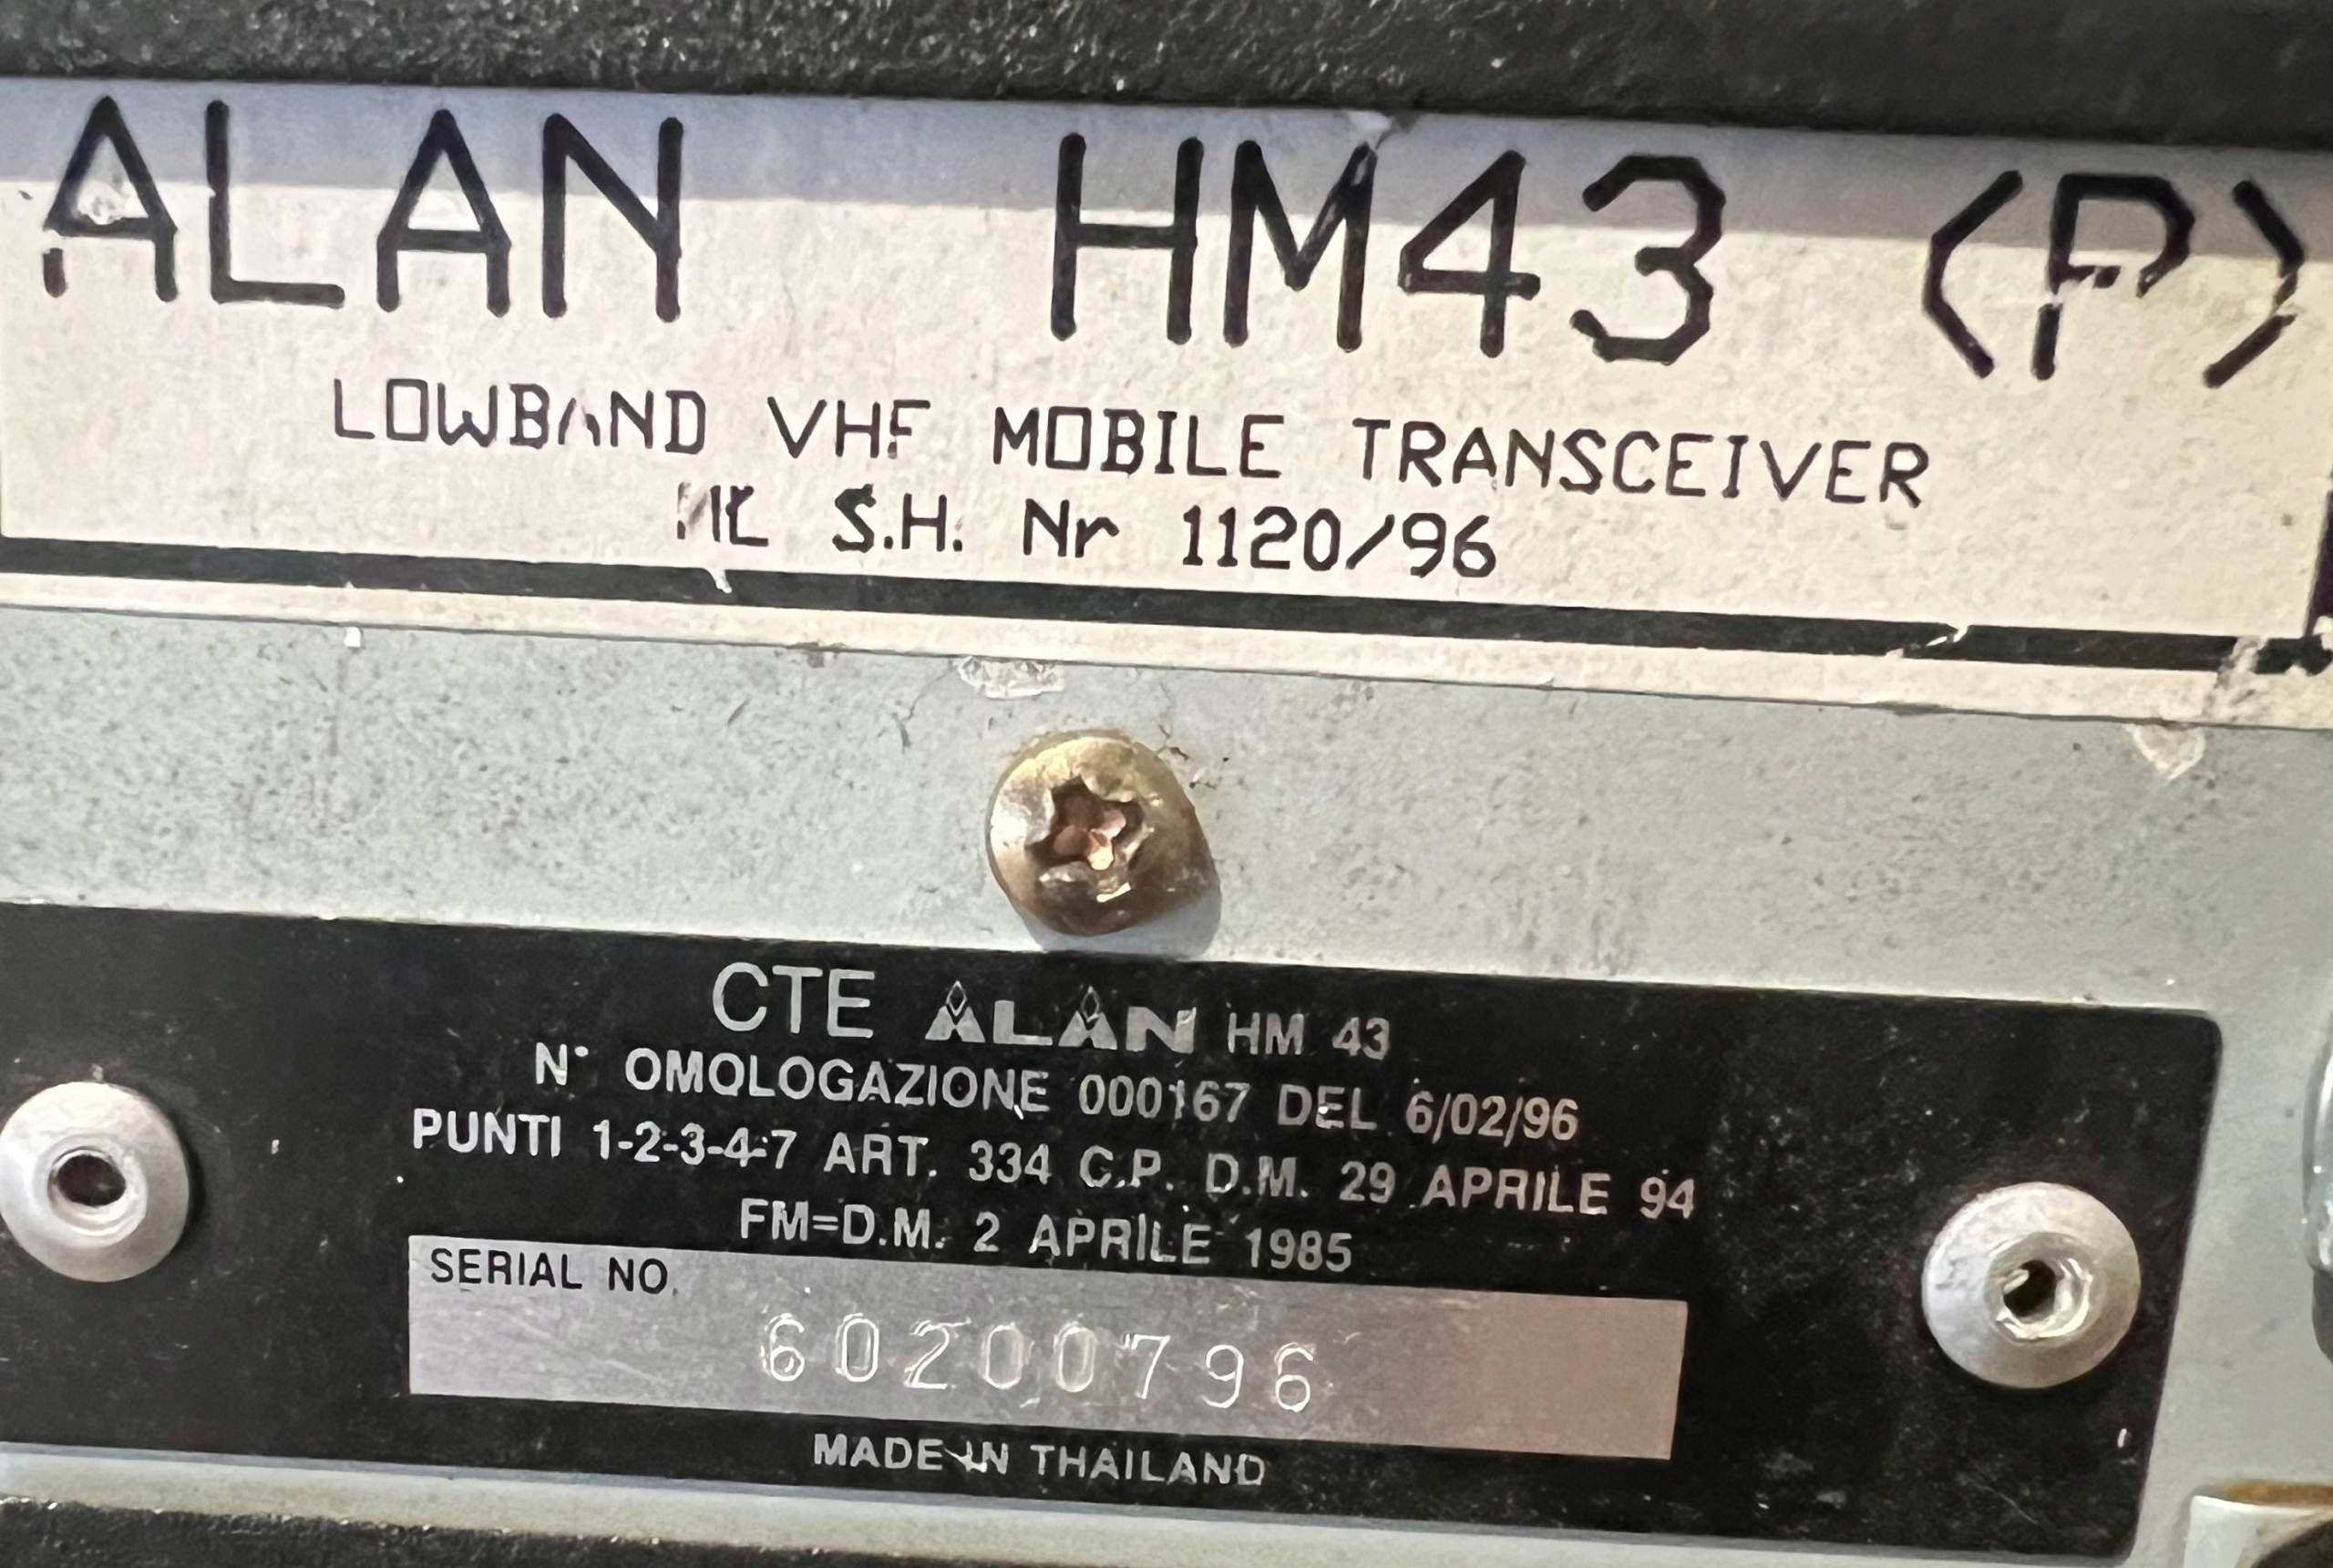 ALAN HM43 (P)
LOWBAND VHF MOBILE TRANSCEIVER
S.H. Nr 1120/96
CTE ALAN HM 43
N° OMOLOGAZIONE 000167 DEL 6/02/96
PUNTI 1-2-3-4-7 ART. 334 C.P. D.M. 29 APRILE 94
FM=D.M. 2 APRILE 1985
SERIAL NO.
60200796
MADE IN THAILAND